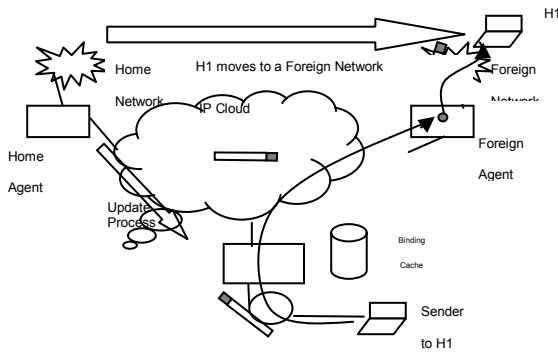 H1
Home
Network
H1 moves to a Foreign Network
Foreign
Network
IP Cloud
Home
Agent
Foreign
Agent
Update
Process
Binding
Cache
Sender
to H1